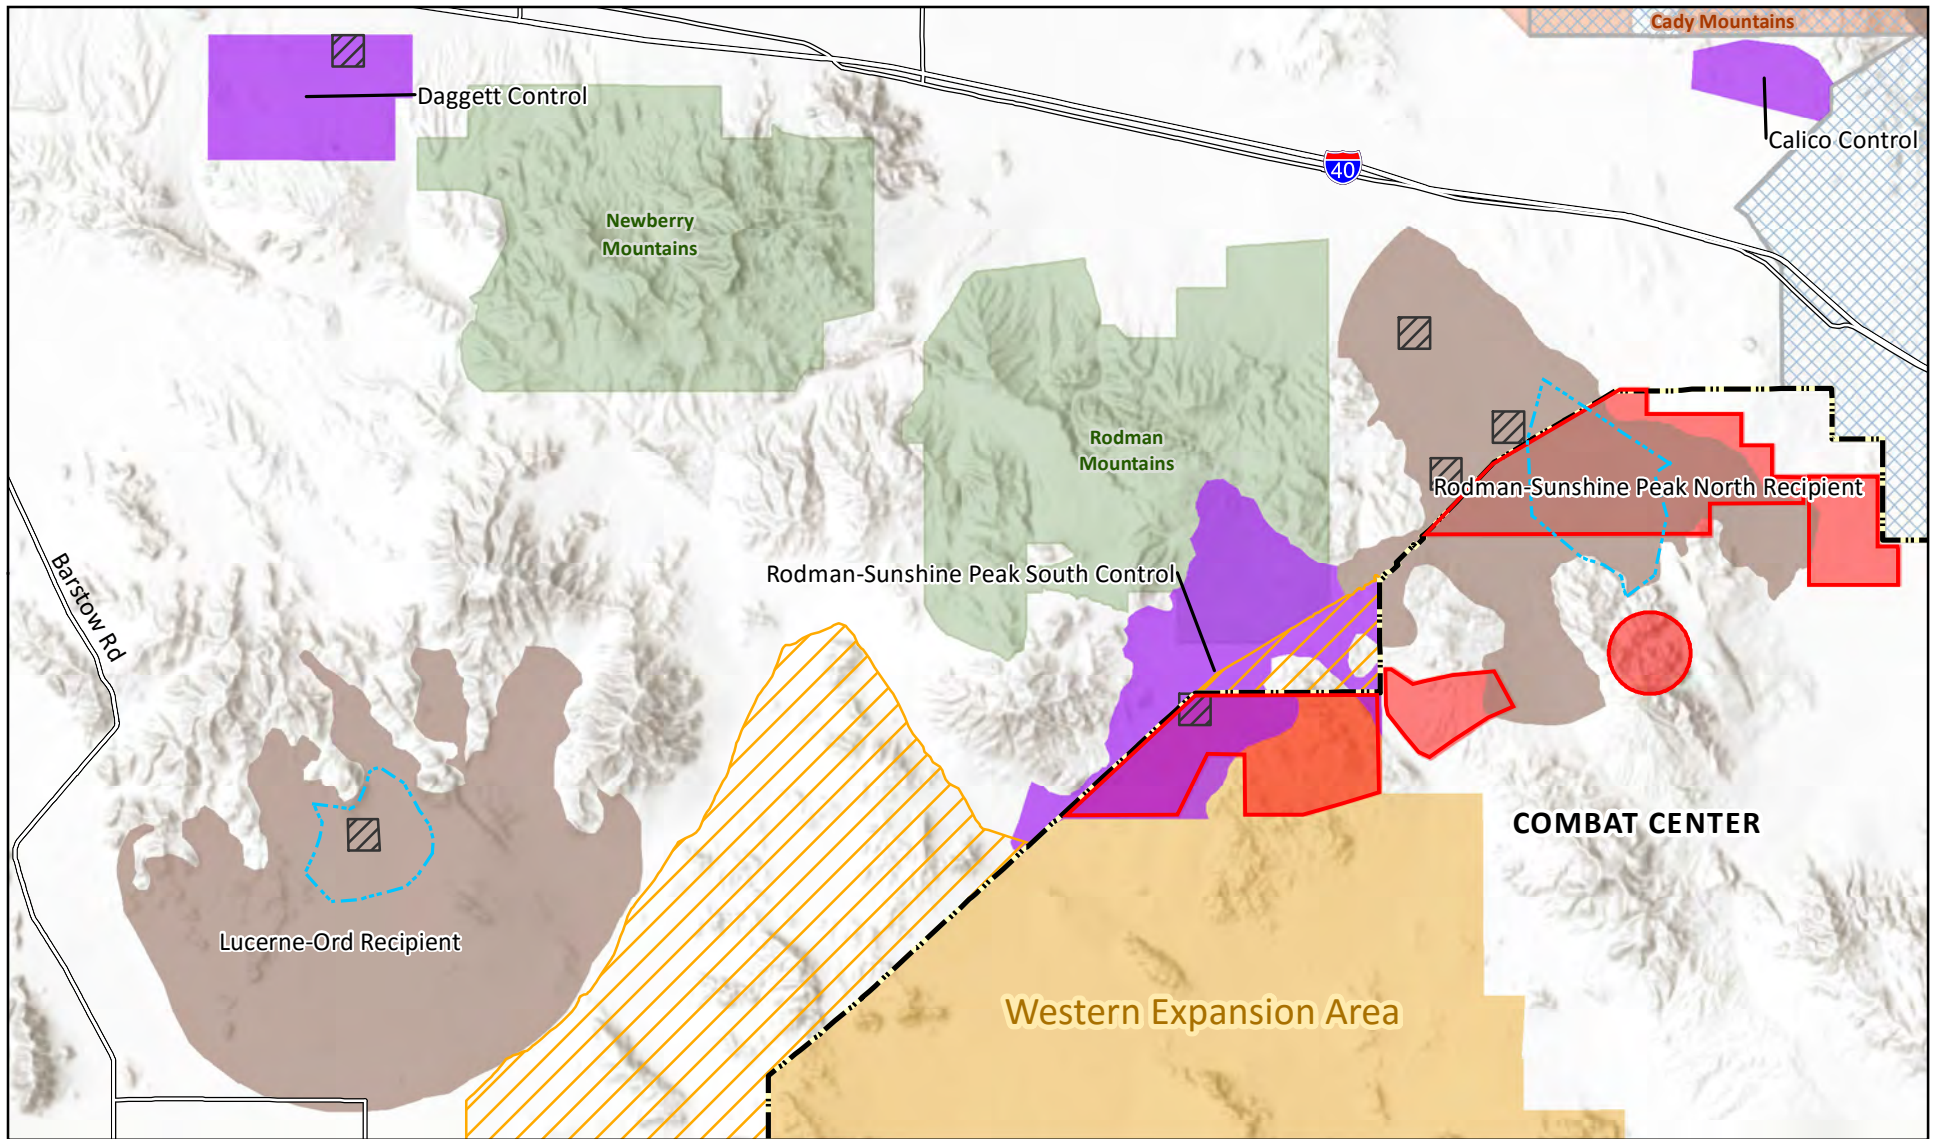 Cady Mountains
Daggett Control
Calico Control
40
Newberry
Mountains
Rodman
Mountains
Rodman-Sunshine Peak North Recipient
Rodman-Sunshine Peak South Control
Barstow Rd
COMBAT CENTER
Lucerne-Ord Recipient
Western Expansion Area